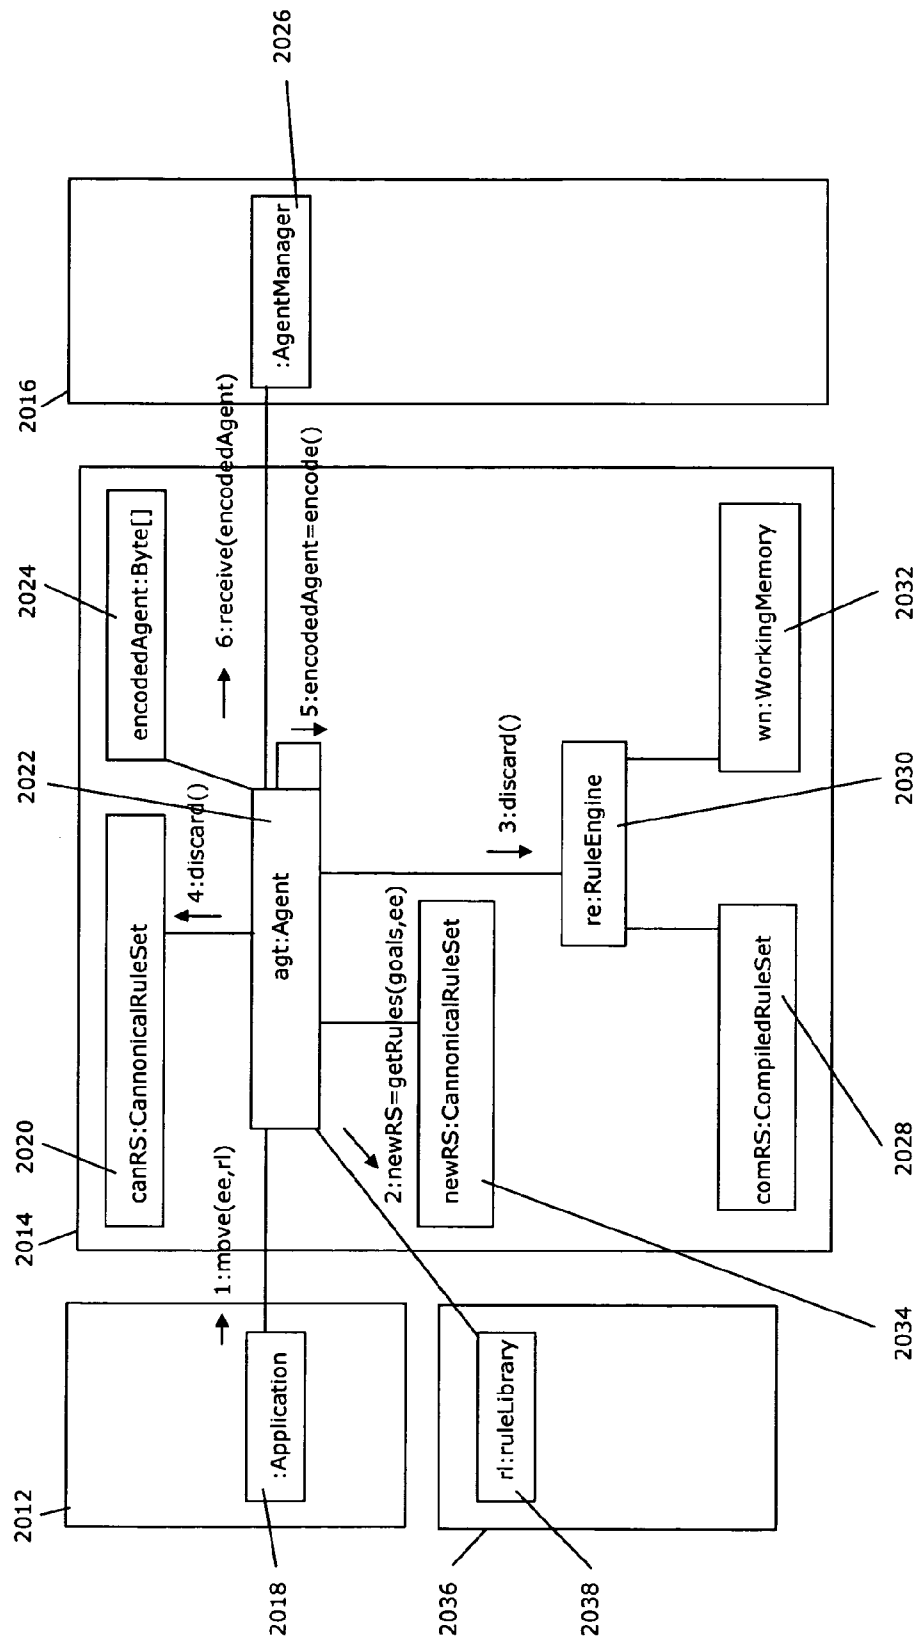 2012
2014
2016
2018
:Application
1:move(ee,rl)
2020
canRS:CannonicalRuleSet
4:discard()
2022
agt:Agent
2024
encodedAgent:Byte[]
6:receive(encodedAgent)
5:encodedAgent=encode()
:AgentManager
2026
2:newRS=getRules(goals,ee)
newRS:CannonicalRuleSet
3:discard()
re:RuleEngine
rl:ruleLibrary
2036
2038
comRS:CompiledRuleSet
wn:WorkingMemory
2034
2028
2030
2032